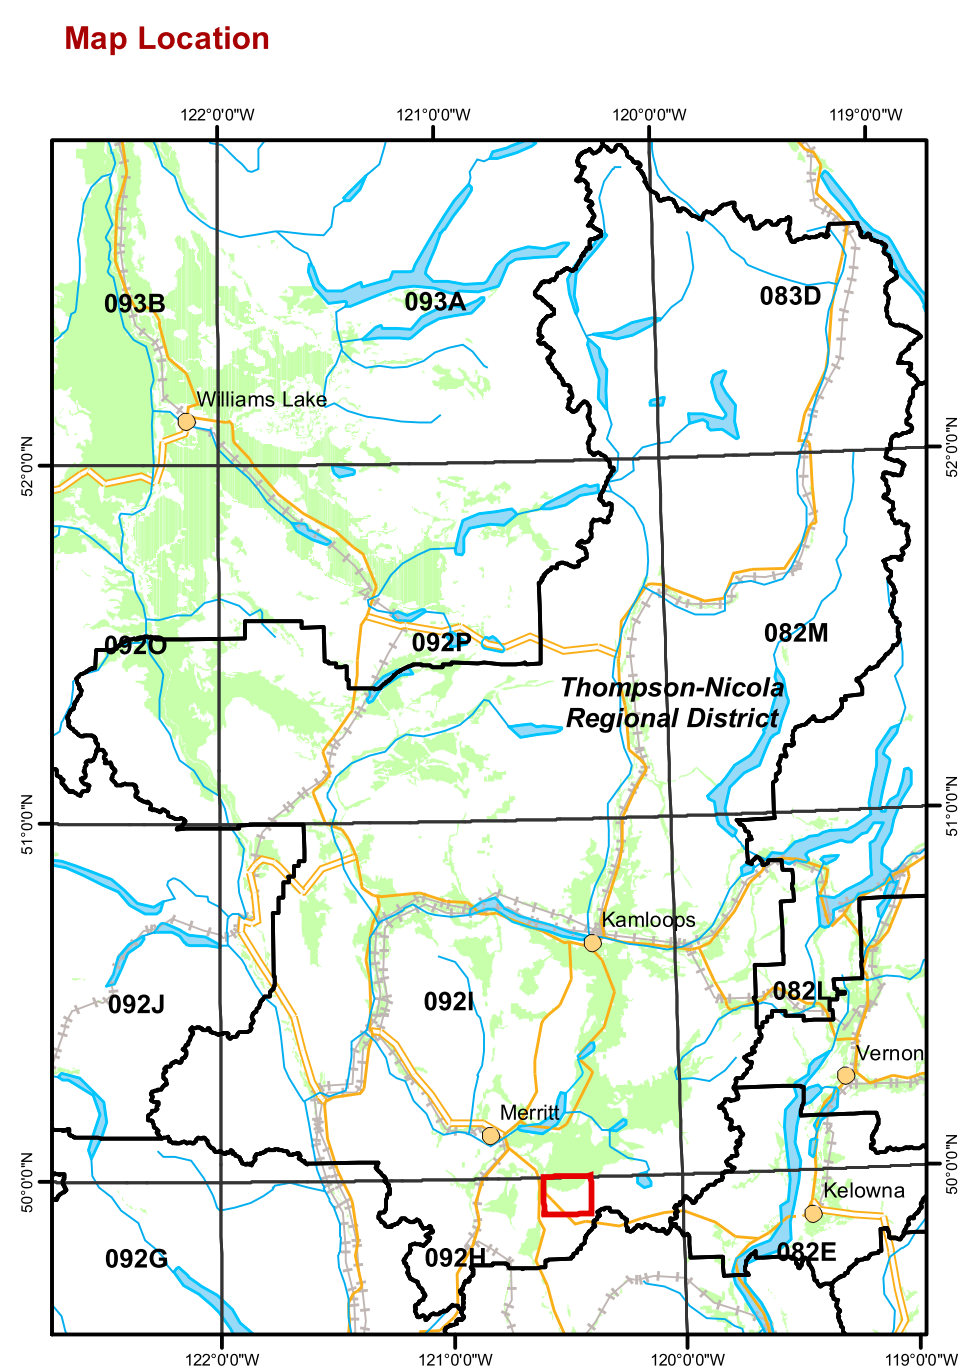 Map Location
122°0'0"W
121°0'0"W
120°0'0"W
119°0'0"W
083D
093B
093A
Williams Lake
52°0'0"N
52°0'0"N
082M
092O
092P
Thompson-Nicola
Regional District
51°0'0"N
51°0'0"N
Kamloops
082L
092I
092J
Vernon
Merritt
50°0'0"N
50°0'0"N
Kelowna
082E
092G
092H
122°0'0"W
121°0'0"W
120°0'0"W
119°0'0"W